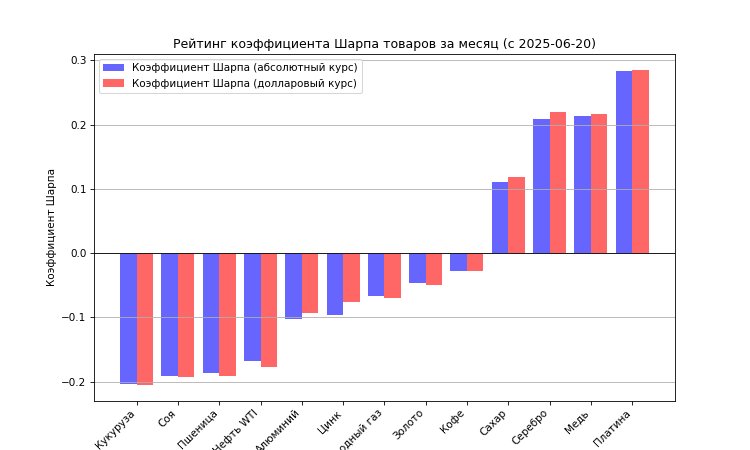 Рейтинг коэффициента Шарпа товаров за месяц (с 2025-06-20)
Коэффициент Шарпа (абсолютный курс)
Коэффициент Шарпа (долларовый курс)
Коэффициент Шарпа
0.3
0.2
0.1
0.0
−0.1
−0.2
Кукуруза
Соя
Пшеница
Нефть WTI
Алюминий
Цинк
одный газ
Золото
Кофе
Сахар
Серебро
Медь
Платина